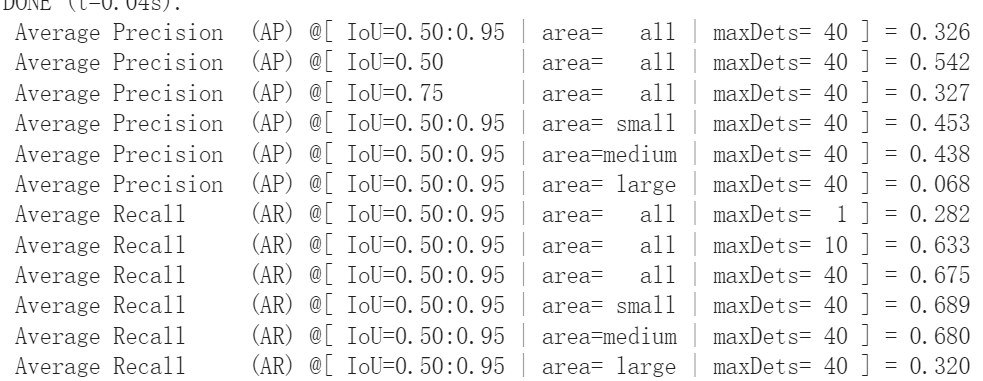 DONE (t=0.04s).
Average Precision  (AP) @[ IoU=0.50:0.95 | area=   all | maxDets= 40 ] = 0.326
Average Precision  (AP) @[ IoU=0.50      | area=   all | maxDets= 40 ] = 0.542
Average Precision  (AP) @[ IoU=0.75      | area=   all | maxDets= 40 ] = 0.327
Average Precision  (AP) @[ IoU=0.50:0.95 | area= small | maxDets= 40 ] = 0.453
Average Precision  (AP) @[ IoU=0.50:0.95 | area=medium | maxDets= 40 ] = 0.438
Average Precision  (AP) @[ IoU=0.50:0.95 | area= large | maxDets= 40 ] = 0.068
Average Recall     (AR) @[ IoU=0.50:0.95 | area=   all | maxDets=  1 ] = 0.282
Average Recall     (AR) @[ IoU=0.50:0.95 | area=   all | maxDets= 10 ] = 0.633
Average Recall     (AR) @[ IoU=0.50:0.95 | area=   all | maxDets= 40 ] = 0.675
Average Recall     (AR) @[ IoU=0.50:0.95 | area= small | maxDets= 40 ] = 0.689
Average Recall     (AR) @[ IoU=0.50:0.95 | area=medium | maxDets= 40 ] = 0.680
Average Recall     (AR) @[ IoU=0.50:0.95 | area= large | maxDets= 40 ] = 0.320